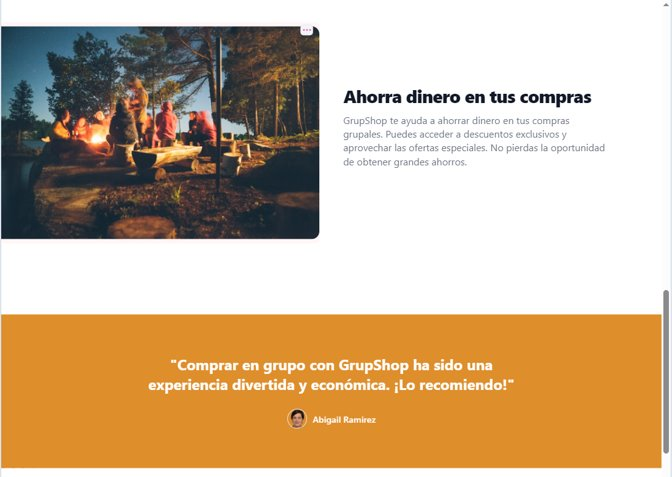 Ahorra dinero en tus compras
GrupShop te ayuda a ahorrar dinero en tus compras
grupales. Puedes acceder a descuentos exclusivos y
aprovechar las ofertas especiales. No pierdas la oportunidad
de obtener grandes ahorros.
"Comprar en grupo con GrupShop ha sido una
experiencia divertida y económica. ¡Lo recomiendo!"
Abigail Ramirez